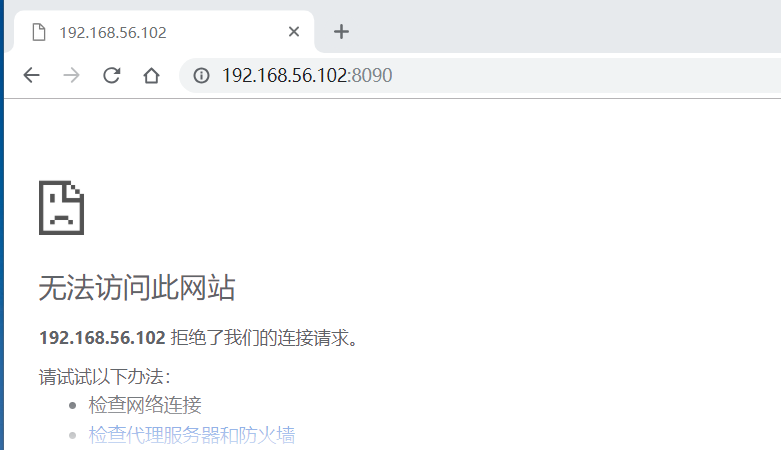 192.168.56.102
192.168.56.102:8090
无法访问此网站
192.168.56.102 拒绝了我们的连接请求。
请试试以下办法：
检查网络连接
检查代理服务器和防火墙